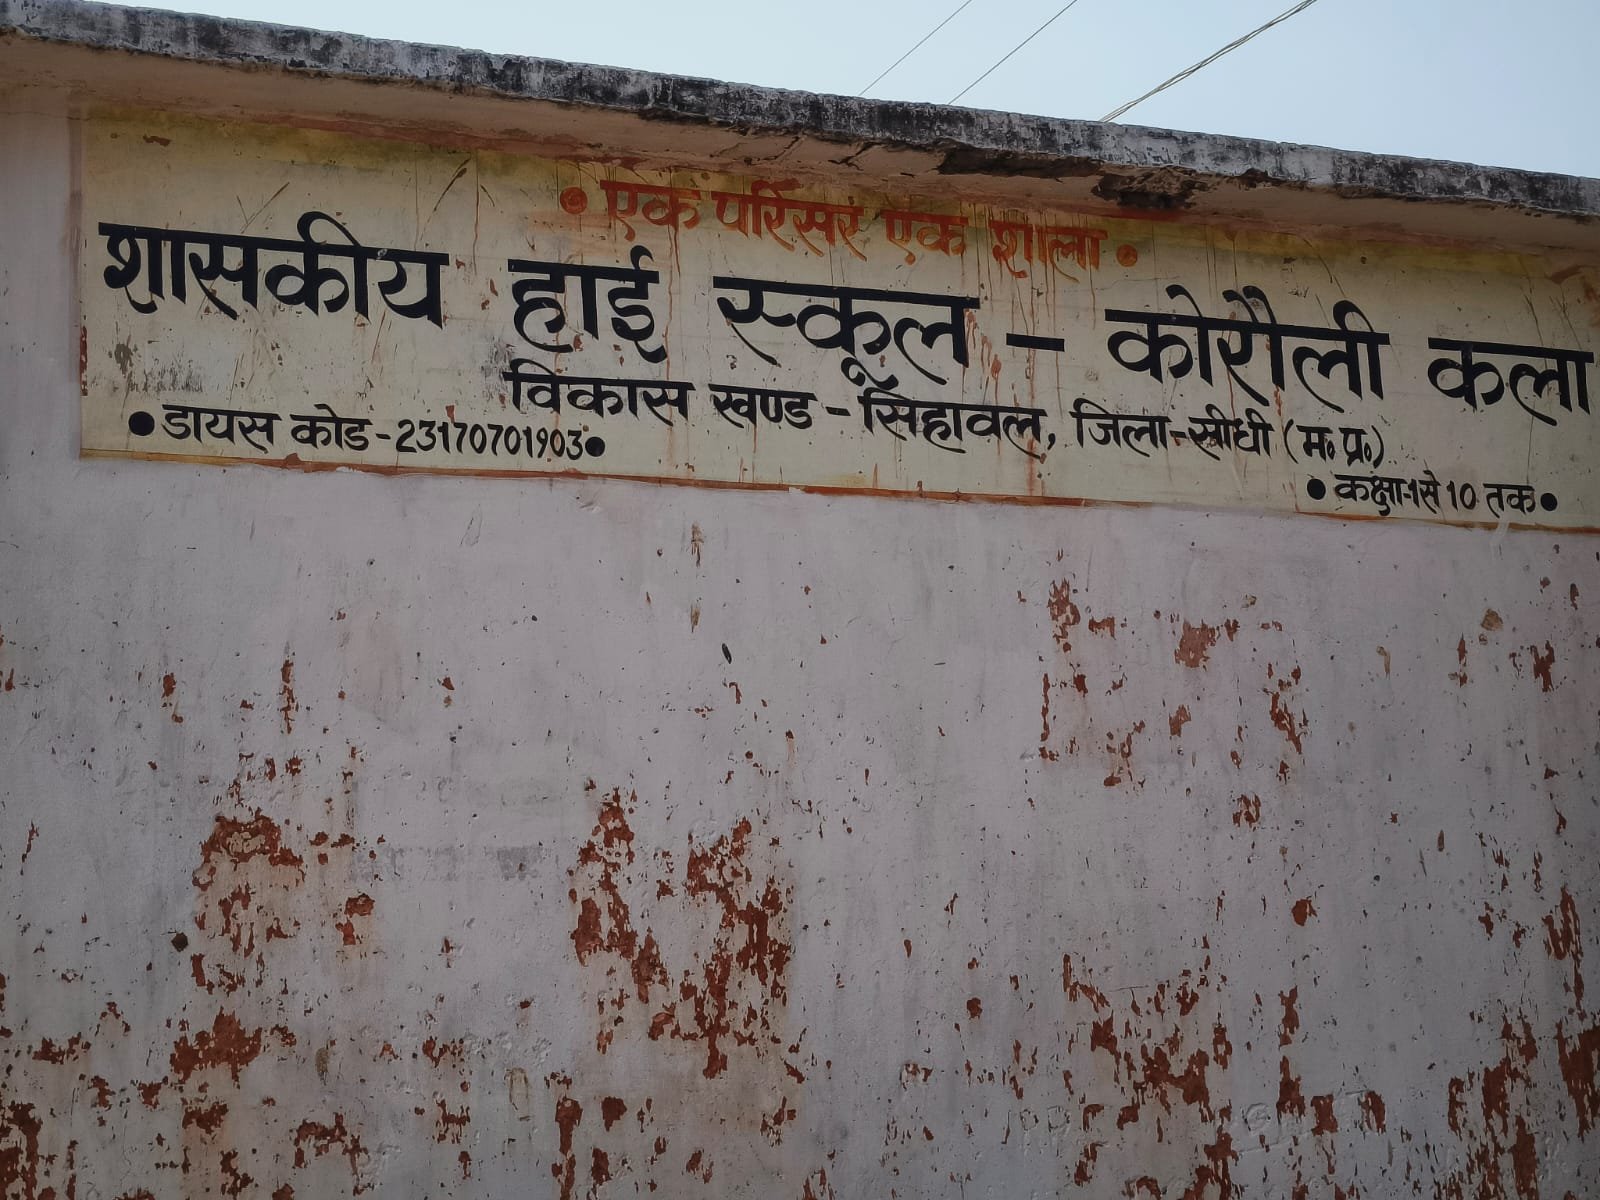 • एक परिसर एक शाला •
शासकीय हाई स्कूल - कोरौली कला
विकास खण्ड - सिहावल, जिला-सीधी (म॰ प्र॰)
• डायस कोड - 23170701903 •
• कक्षा-1 से 10 तक •